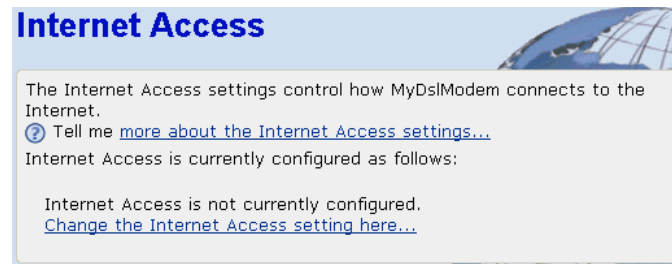 Internet Access
The Internet Access settings control how MyDslModem connects to the
Internet.
? Tell me more about the Internet Access settings...
Internet Access is currently configured as follows:
Internet Access is not currently configured.
Change the Internet Access setting here...